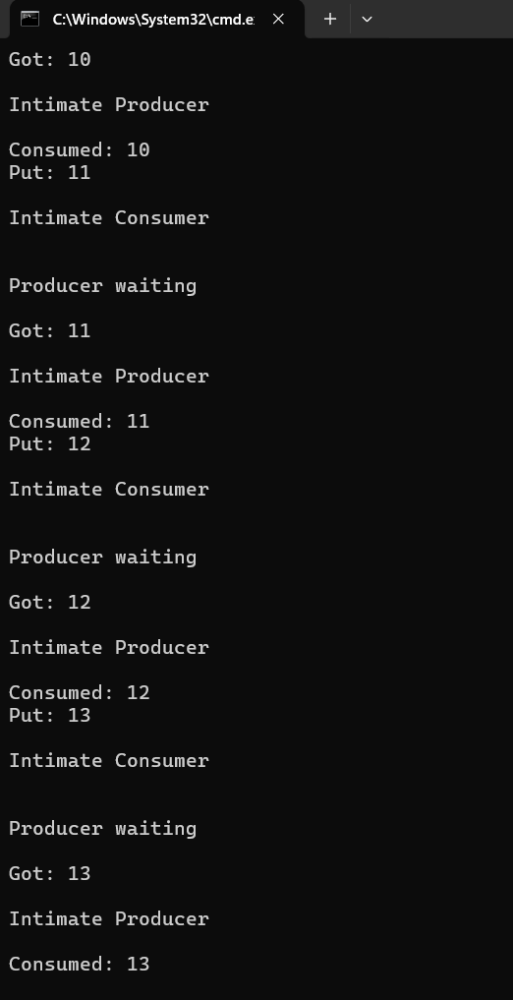 C:\Windows\System32\cmd.e
Got: 10
Intimate Producer
Consumed: 10
Put: 11
Intimate Consumer
Producer waiting
Got: 11
Intimate Producer
Consumed: 11
Put: 12
Intimate Consumer
Producer waiting
Got: 12
Intimate Producer
Consumed: 12
Put: 13
Intimate Consumer
Producer waiting
Got: 13
Intimate Producer
Consumed: 13